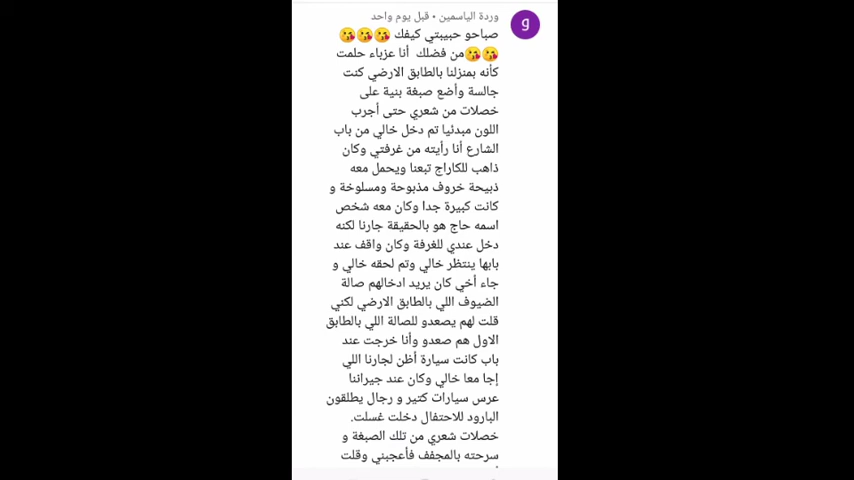 وردة الياسمين • قبل يوم واحد
و
صباحو حبيبتي كيفك 😘😘😘
😘😘من فضلك أنا عزباء حلمت
كأنه بمنزلنا بالطابق الارضي كنت
جالسة وأضع صبغة بنية على
خصلات من شعري حتى أجرب
اللون مبدئيا تم دخل خالي من باب
الشارع أنا رأيته من غرفتي وكان
ذاهب للكاراج تبعنا ويحمل معه
ذبيحة خروف مذبوحة ومسلوخة و
كانت كبيرة جدا وكان معه شخص
اسمه حاج هو بالحقيقة جارنا لكنه
دخل عندي للغرفة وكان واقف عند
بابها ينتظر خالي وتم لحقه خالي و
جاء أخي كان يريد ادخالهم صالة
الضيوف اللي بالطابق الارضي لكني
قلت لهم يصعدو للصالة اللي بالطابق
الاول هم صعدو وأنا خرجت عند
باب كانت سيارة أظن لجارنا اللي
إجا معا خالي وكان عند جيراننا
عرس سيارات كتير و رجال يطلقون
البارود للاحتفال دخلت غسلت.
خصلات شعري من تلك الصبغة و
سرحته بالمجفف فأعجبني وقلت